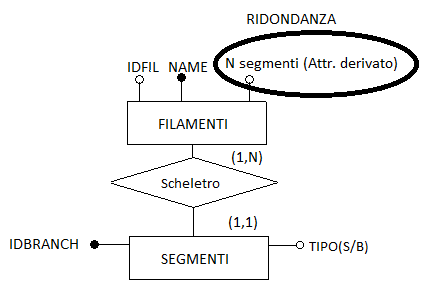 RIDONDANZA
IDFIL NAME N segmenti (Attr. derivato)
FILAMENTI
(1,N)
Scheletro
(1,1)
IDBRANCH SEGMENTI TIPO(S/B)